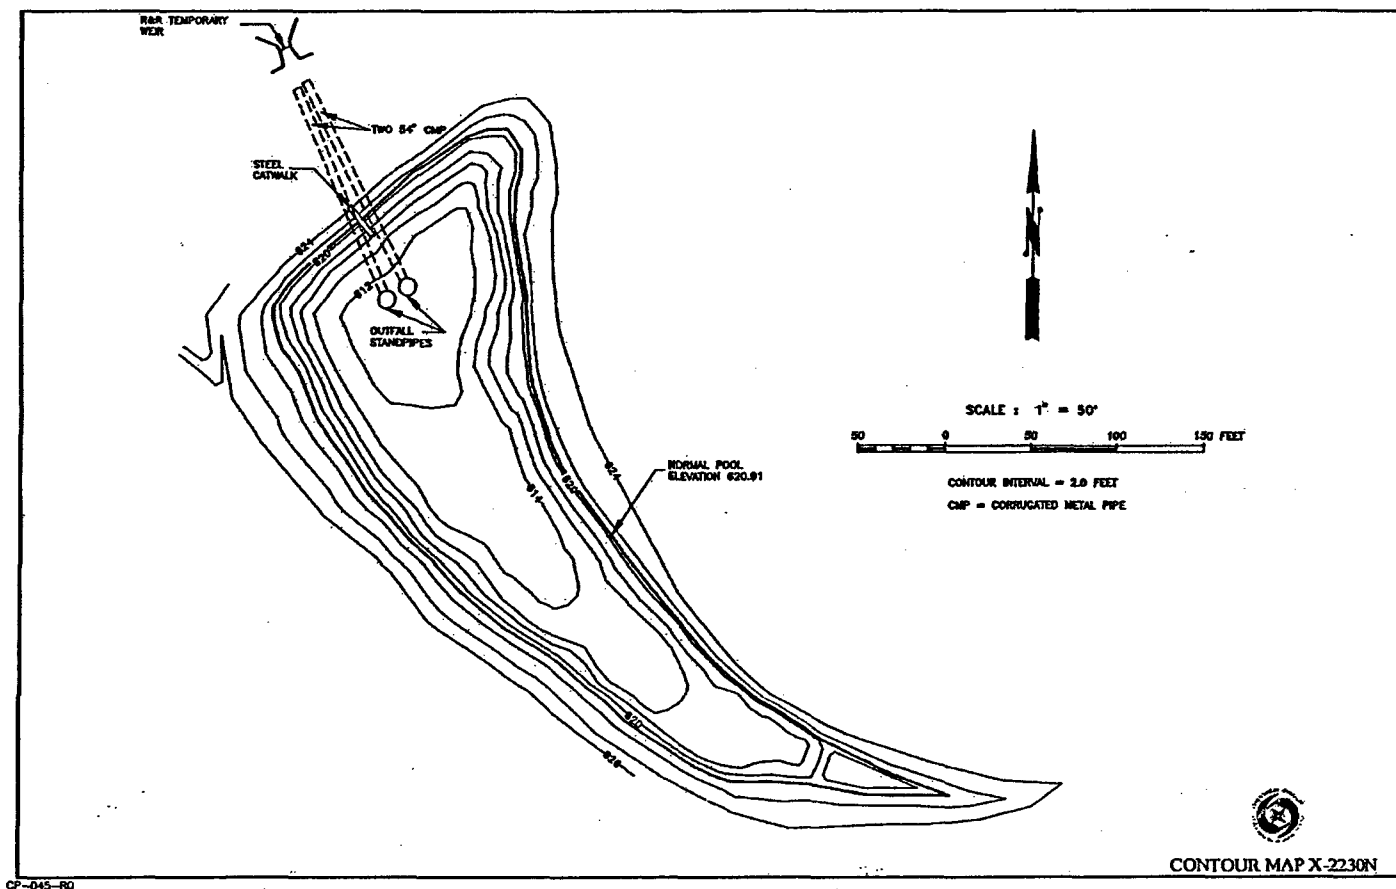 R&R TEMPORARY
WEIR
TWO 54" CMP
STEEL
CATWALK
624
620
612
OUTFALL
STANDPIPES
N
SCALE : 1" = 50'
50 0 50 100 150 FEET
CONTOUR INTERVAL = 2.0 FEET
CMP = CORRUGATED METAL PIPE
NORMAL POOL
ELEVATION 620.91
624
620
614
620
626
CONTOUR MAP X-2230N
CP-045-RO